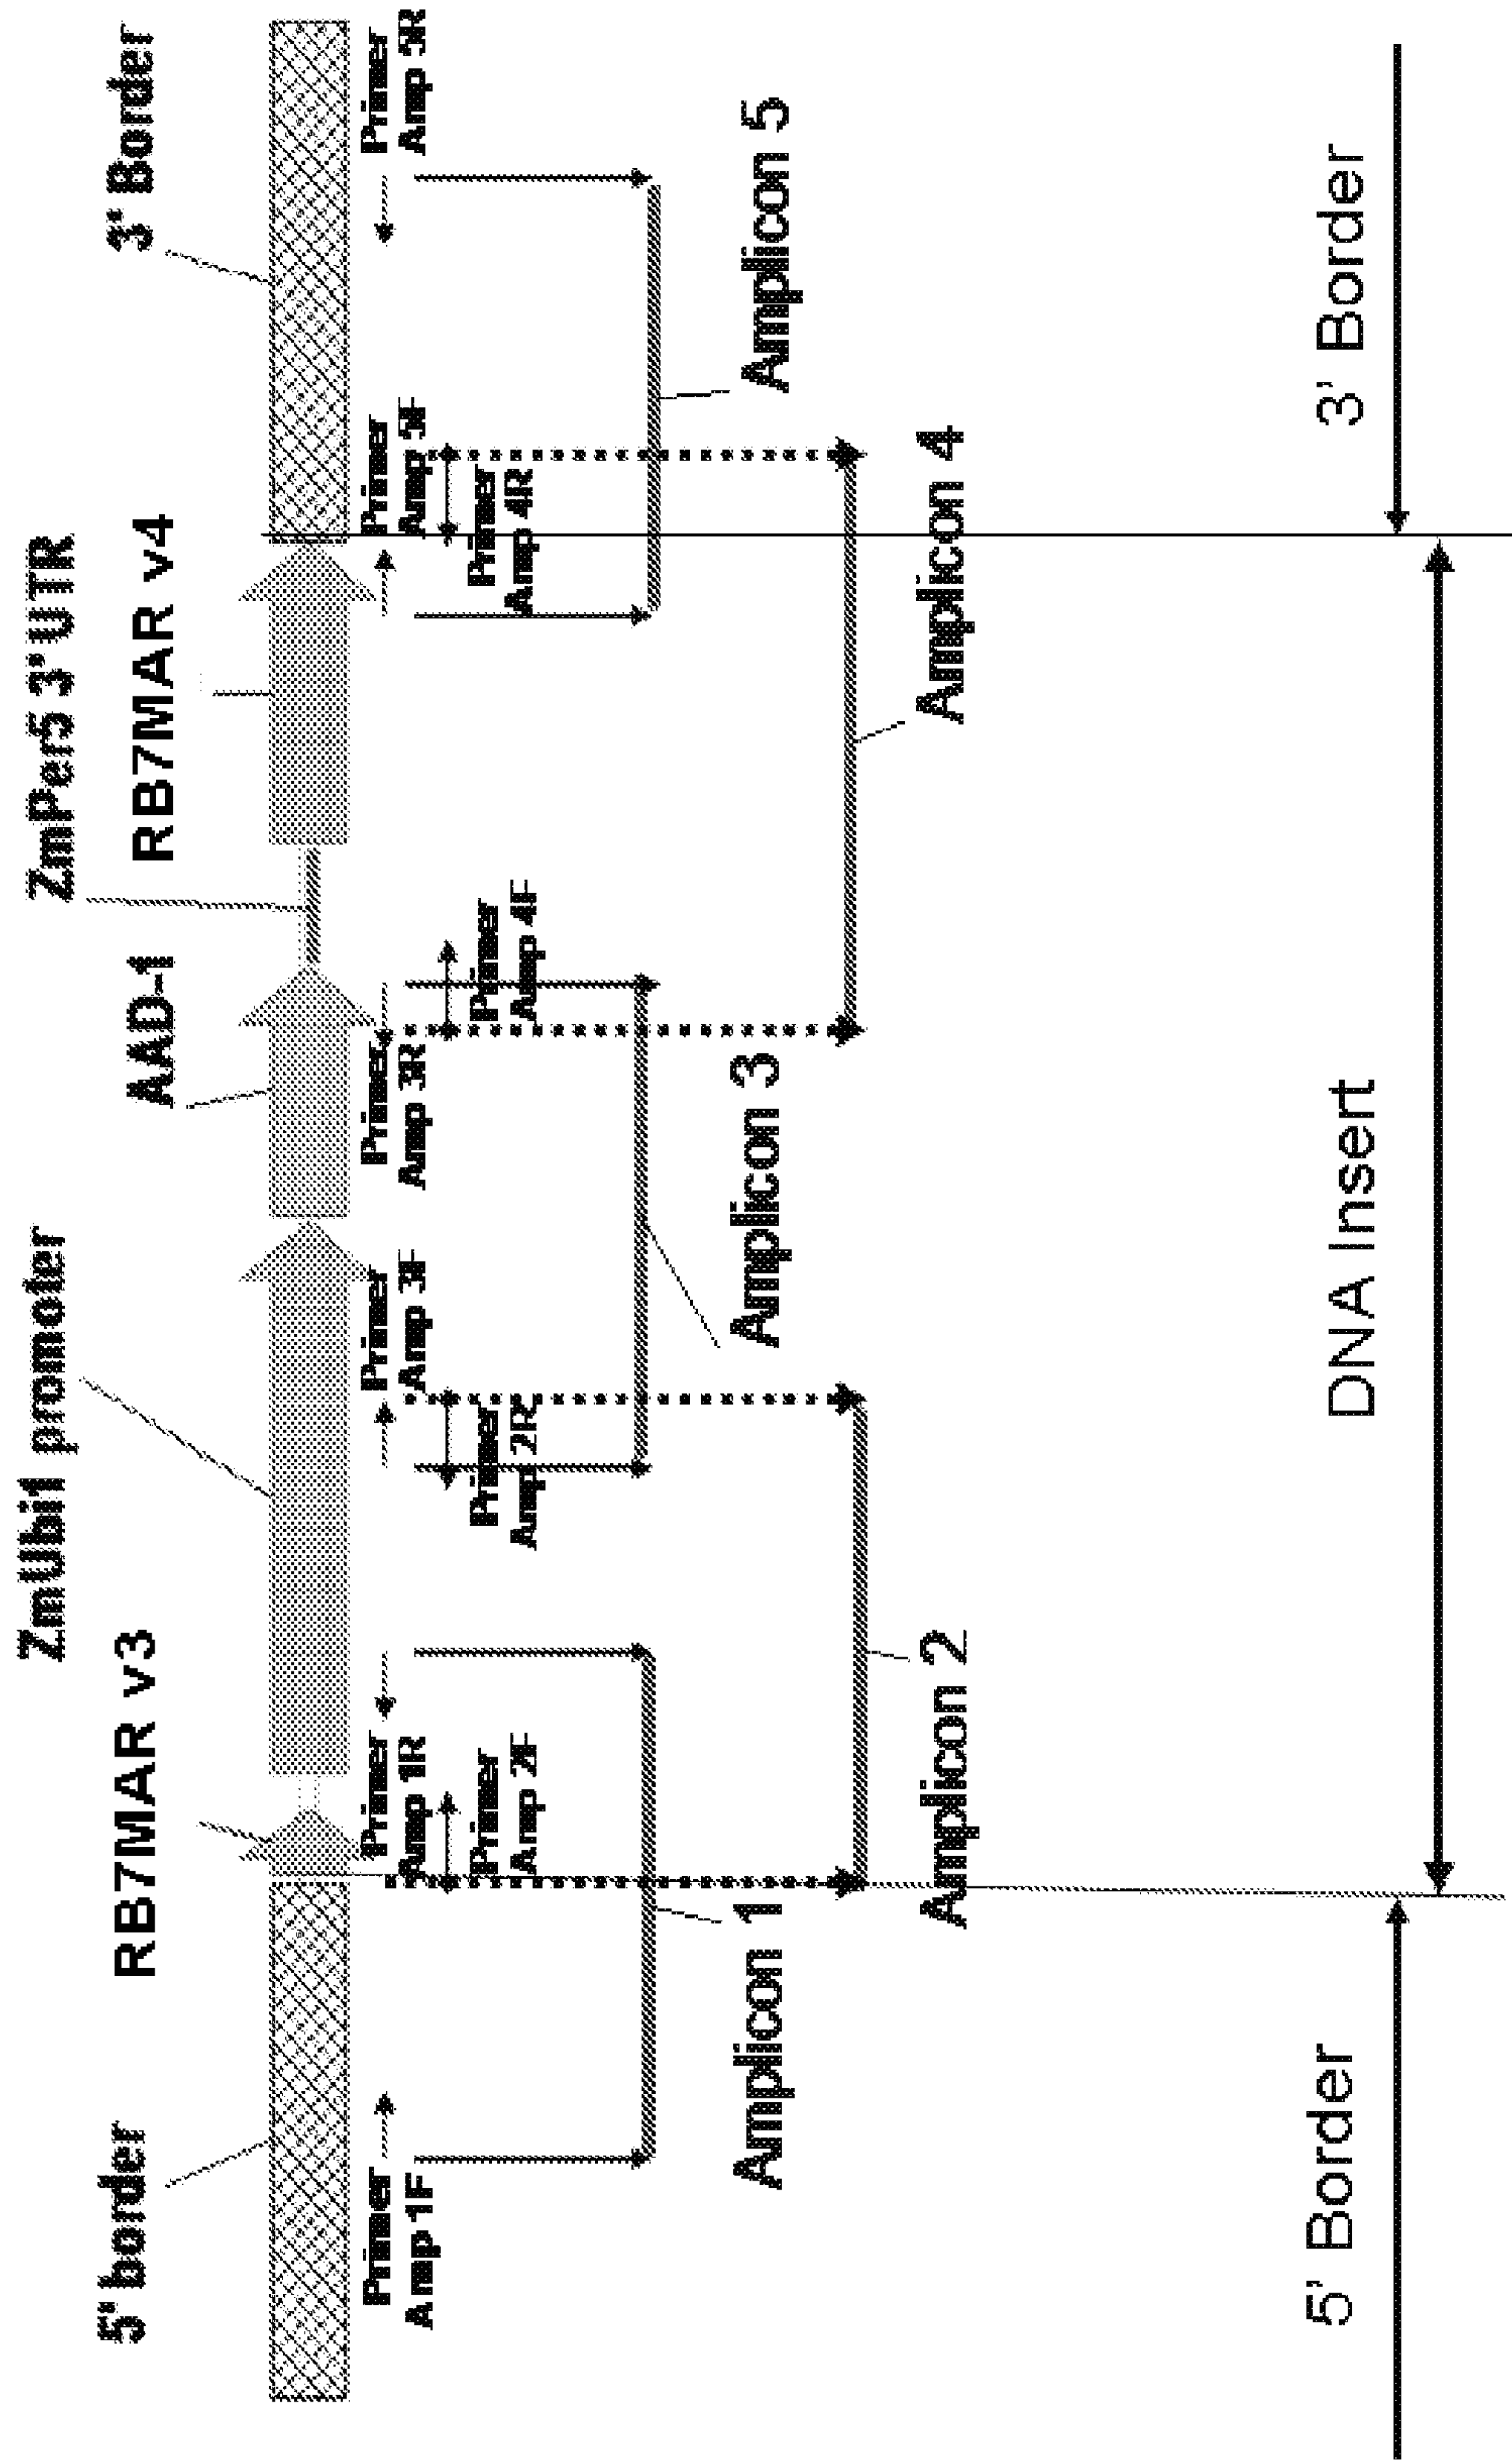 ZmUbi1 promoter
ZmPer5 3' UTR
5' border
RB7MAR v3
AAD-1
RB7MAR v4
3' Border
Primer
Amp 1F
Primer
Amp 1R
Primer
Amp 3F
Primer
Amp 3R
Primer
Amp 5F
Primer
Amp 5R
Primer
Amp 2F
Primer
Amp 2R
Primer
Amp 4F
Primer
Amp 4R
Amplicon 1
Amplicon 3
Amplicon 5
Amplicon 2
Amplicon 4
5' Border
DNA Insert
3' Border